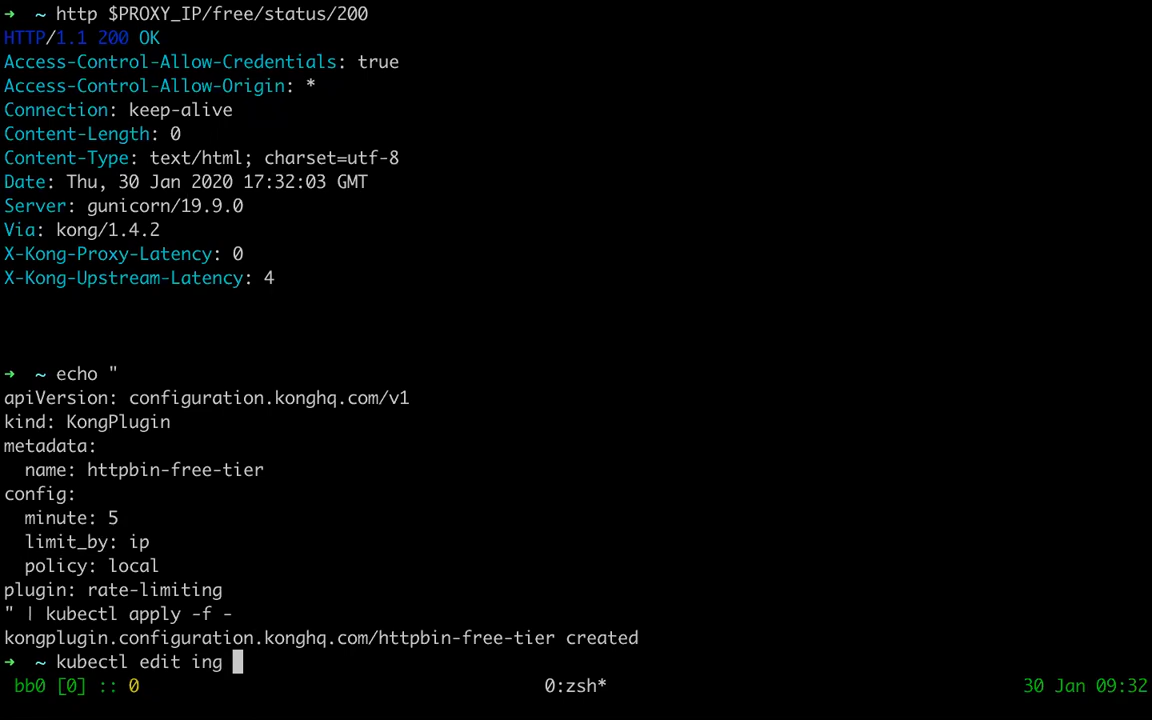 → ~ http $PROXY_IP/free/status/200
HTTP/1.1 200 OK
Access-Control-Allow-Credentials: true
Access-Control-Allow-Origin: *
Connection: keep-alive
Content-Length: 0
Content-Type: text/html; charset=utf-8
Date: Thu, 30 Jan 2020 17:32:03 GMT
Server: gunicorn/19.9.0
Via: kong/1.4.2
X-Kong-Proxy-Latency: 0
X-Kong-Upstream-Latency: 4
→ ~ echo "
apiVersion: configuration.konghq.com/v1
kind: KongPlugin
metadata:
  name: httpbin-free-tier
config:
  minute: 5
  limit_by: ip
  policy: local
plugin: rate-limiting
" | kubectl apply -f -
kongplugin.configuration.konghq.com/httpbin-free-tier created
→ ~ kubectl edit ing
bb0 [0] :: 0 0:zsh* 30 Jan 09:32